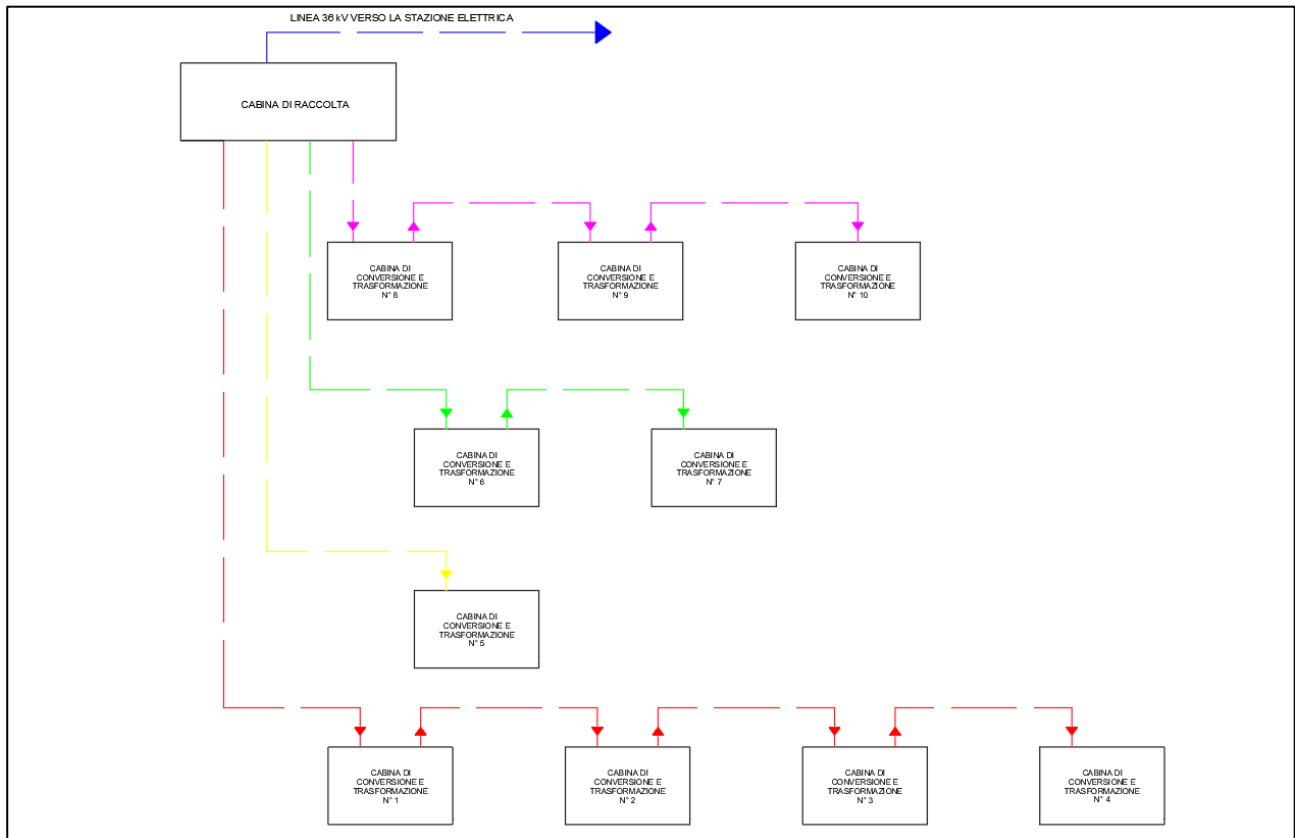 LINEA 36 kV VERSO LA STAZIONE ELETTRICA
CABINA DI RACCOLTA
CABINA DI
CONVERSIONE E
TRASFORMAZIONE
N° 8
CABINA DI
CONVERSIONE E
TRASFORMAZIONE
N° 9
CABINA DI
CONVERSIONE E
TRASFORMAZIONE
N° 10
CABINA DI
CONVERSIONE E
TRASFORMAZIONE
N° 6
CABINA DI
CONVERSIONE E
TRASFORMAZIONE
N° 7
CABINA DI
CONVERSIONE E
TRASFORMAZIONE
N° 5
CABINA DI
CONVERSIONE E
TRASFORMAZIONE
N° 1
CABINA DI
CONVERSIONE E
TRASFORMAZIONE
N° 2
CABINA DI
CONVERSIONE E
TRASFORMAZIONE
N° 3
CABINA DI
CONVERSIONE E
TRASFORMAZIONE
N° 4